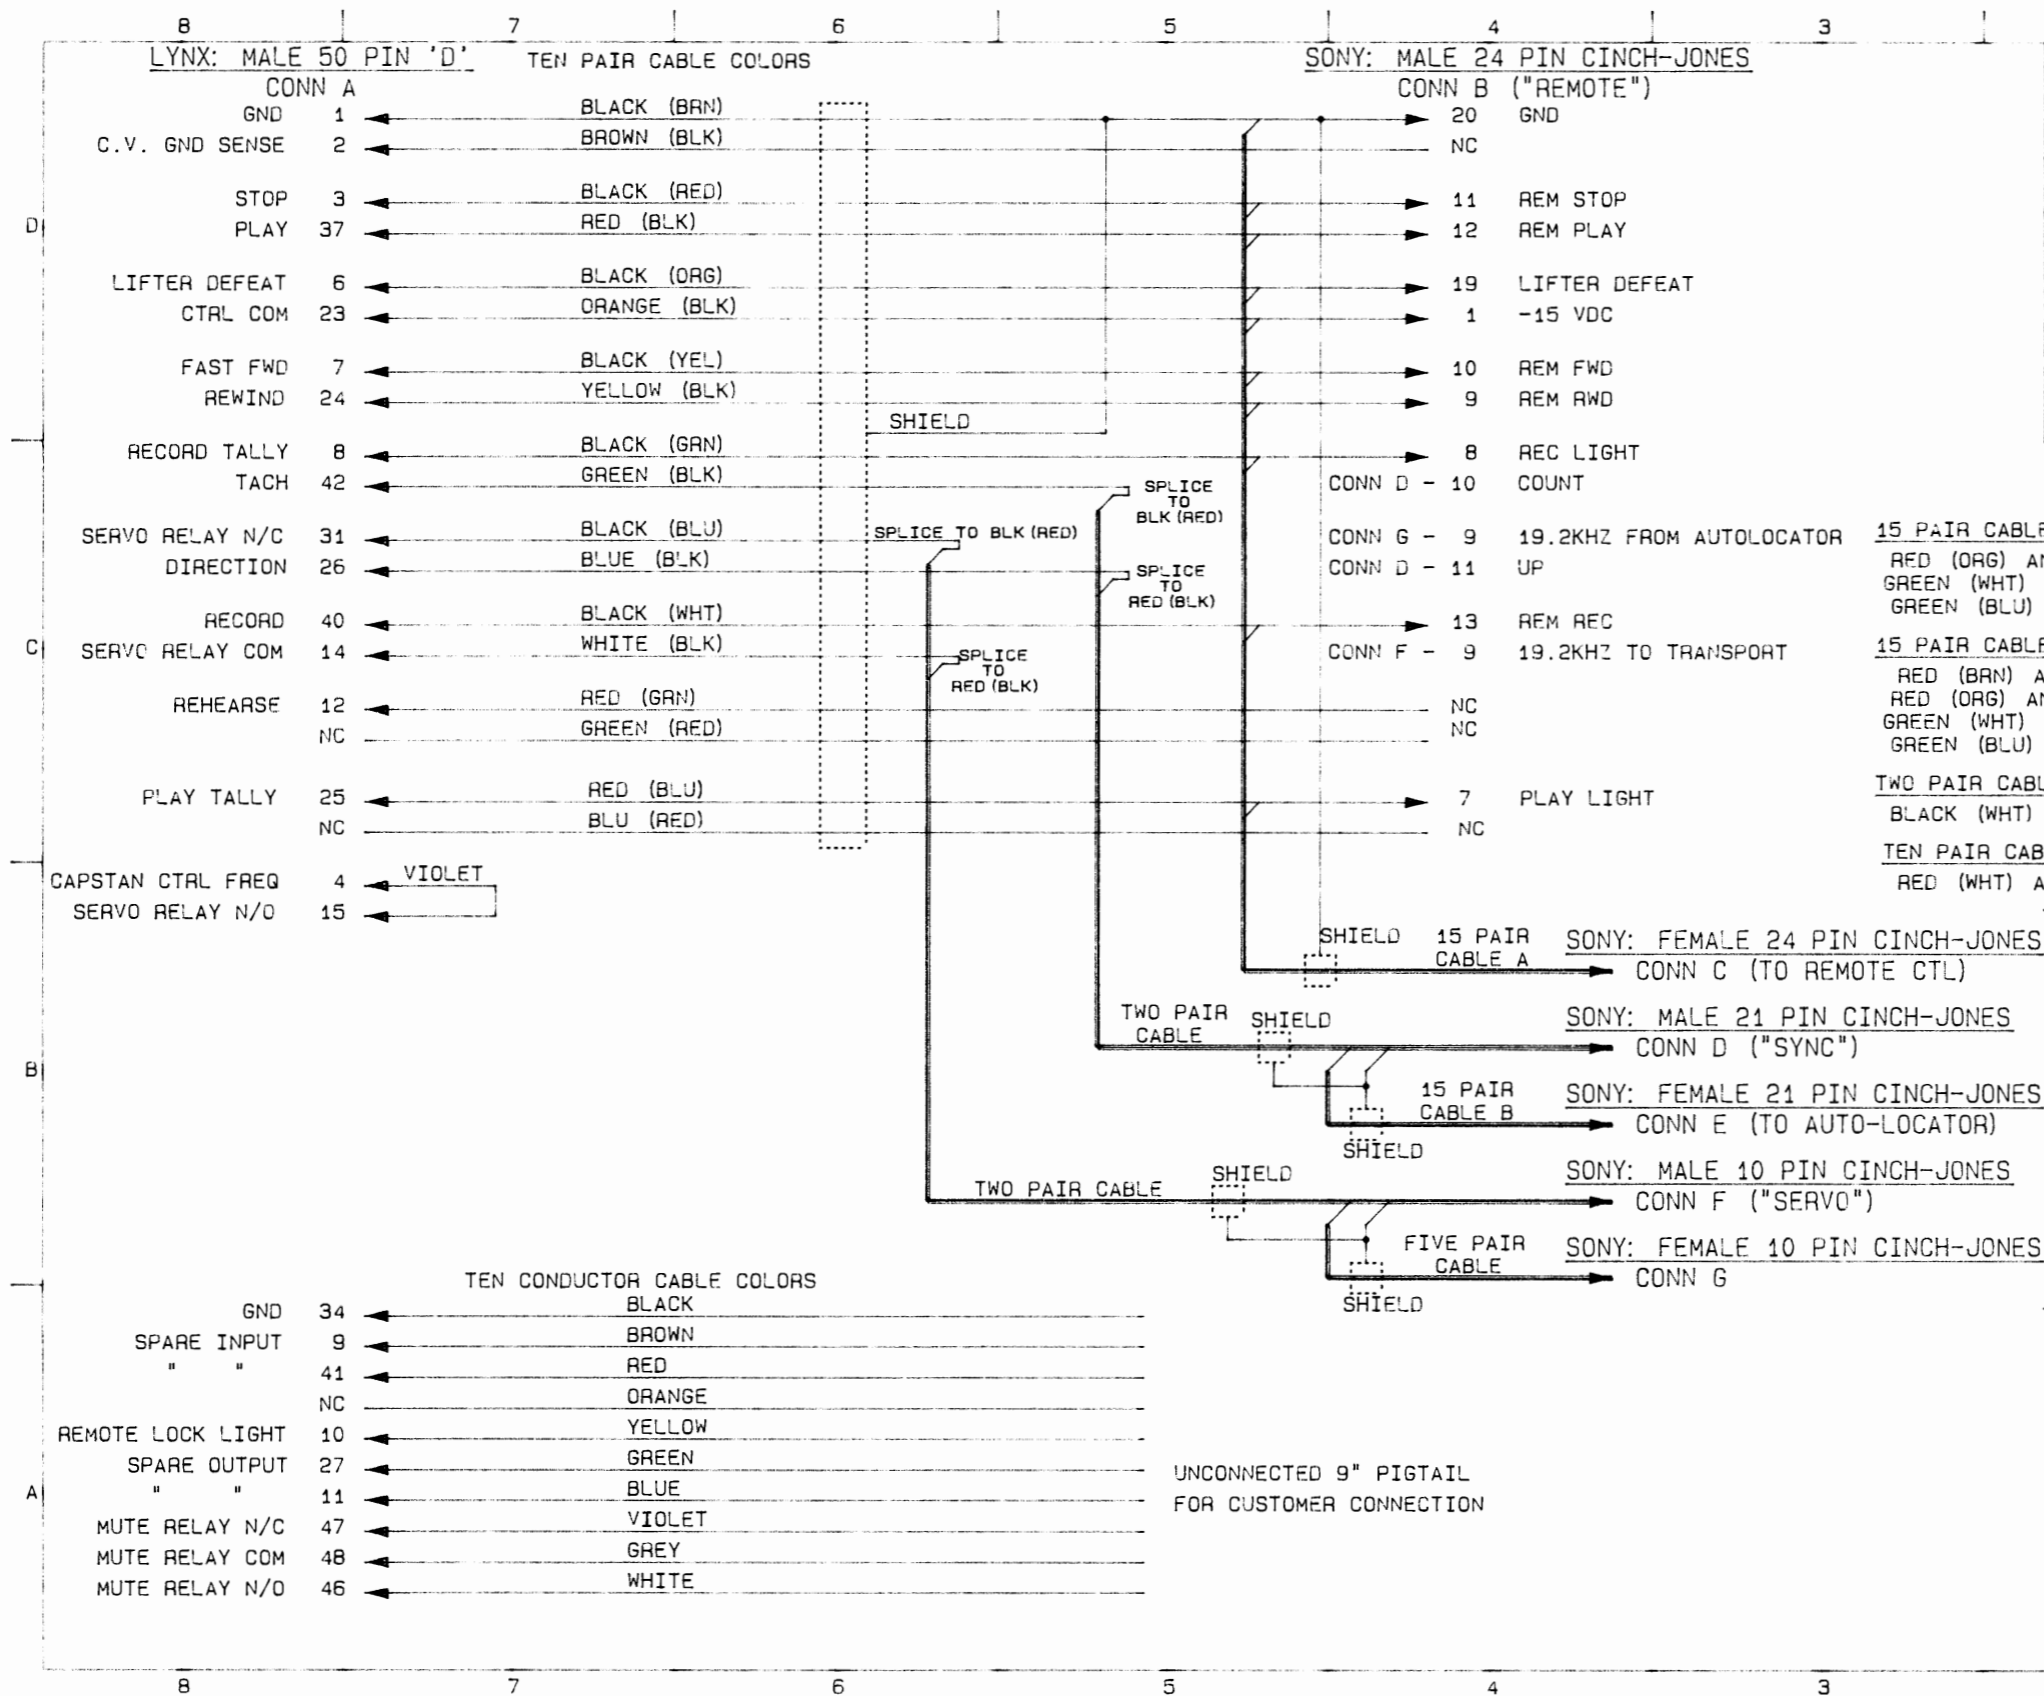 8 7 6 5 4 3
LYNX: MALE 50 PIN 'D' TEN PAIR CABLE COLORS SONY: MALE 24 PIN CINCH-JONES
CONN A CONN B ("REMOTE")
GND 1 BLACK (BRN) 20 GND
C.V. GND SENSE 2 BROWN (BLK) NC
STOP 3 BLACK (RED) 11 REM STOP
D PLAY 37 RED (BLK) 12 REM PLAY
LIFTER DEFEAT 6 BLACK (ORG) 19 LIFTER DEFEAT
CTRL COM 23 ORANGE (BLK) 1 -15 VDC
FAST FWD 7 BLACK (YEL) 10 REM FWD
REWIND 24 YELLOW (BLK) 9 REM RWD
SHIELD
RECORD TALLY 8 BLACK (GRN) 8 REC LIGHT
TACH 42 GREEN (BLK) SPLICE TO BLK (RED) CONN D - 10 COUNT
SERVO RELAY N/C 31 BLACK (BLU) SPLICE TO BLK (RED) CONN G - 9 19.2KHZ FROM AUTOLOCATOR 15 PAIR CABLE
DIRECTION 26 BLUE (BLK) SPLICE TO RED (BLK) CONN D - 11 UP RED (ORG)
GREEN (WHT)
GREEN (BLU)
RECORD 40 BLACK (WHT) 13 REM REC
C SERVO RELAY COM 14 WHITE (BLK) SPLICE TO RED (BLK) CONN F - 9 19.2KHZ TO TRANSPORT 15 PAIR CABLE
RED (BRN) A
RED (ORG)
GREEN (WHT)
GREEN (BLU)
REHEARSE 12 RED (GRN) NC
NC GREEN (RED) NC
TWO PAIR
PLAY TALLY 25 RED (BLU) 7 PLAY LIGHT
BLACK (WHT)
NC BLU (RED) NC
TEN PAIR
RED (WHT) A
CAPSTAN CTRL FREQ 4 VIOLET
SERVO RELAY N/O 15
SHIELD 15 PAIR CABLE A SONY: FEMALE 24 PIN CINCH-JONES
CONN C (TO REMOTE CTL)
TWO PAIR CABLE SHIELD SONY: MALE 21 PIN CINCH-JONES
B CONN D ("SYNC")
15 PAIR CABLE B SONY: FEMALE 21 PIN CINCH-JONES
CONN E (TO AUTO-LOCATOR)
SHIELD
SHIELD SONY: MALE 10 PIN CINCH-JONES
TWO PAIR CABLE CONN F ("SERVO")
FIVE PAIR CABLE SONY: FEMALE 10 PIN CINCH-JONES
CONN G
SHIELD
TEN CONDUCTOR CABLE COLORS
GND 34 BLACK
SPARE INPUT 9 BROWN
" " 41 RED
NC ORANGE
REMOTE LOCK LIGHT 10 YELLOW
SPARE OUTPUT 27 GREEN
A " " 11 BLUE
UNCONNECTED 9" PIGTAIL
FOR CUSTOMER CONNECTION
MUTE RELAY N/C 47 VIOLET
MUTE RELAY COM 48 GREY
MUTE RELAY N/O 46 WHITE
8 7 6 5 4 3